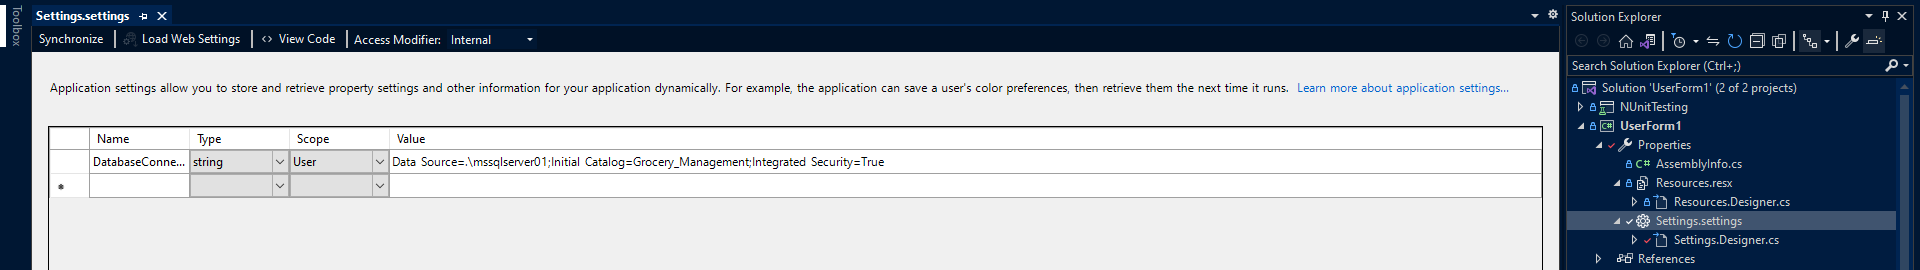 Toolbox
Settings.settings
Synchronize
Load Web Settings
<> View Code
Access Modifier: Internal
Application settings allow you to store and retrieve property settings and other information for your application dynamically. For example, the application can save a user's color preferences, then retrieve them the next time it runs. Learn more about application settings...
Name Type Scope Value
DatabaseConne... string User Data Source=.\mssqlserver01;Initial Catalog=Grocery_Management;Integrated Security=True
*
Solution Explorer
Search Solution Explorer (Ctrl+;)
Solution 'UserForm1' (2 of 2 projects)
NUnitTesting
C# UserForm1
Properties
C# AssemblyInfo.cs
Resources.resx
Resources.Designer.cs
Settings.settings
Settings.Designer.cs
References